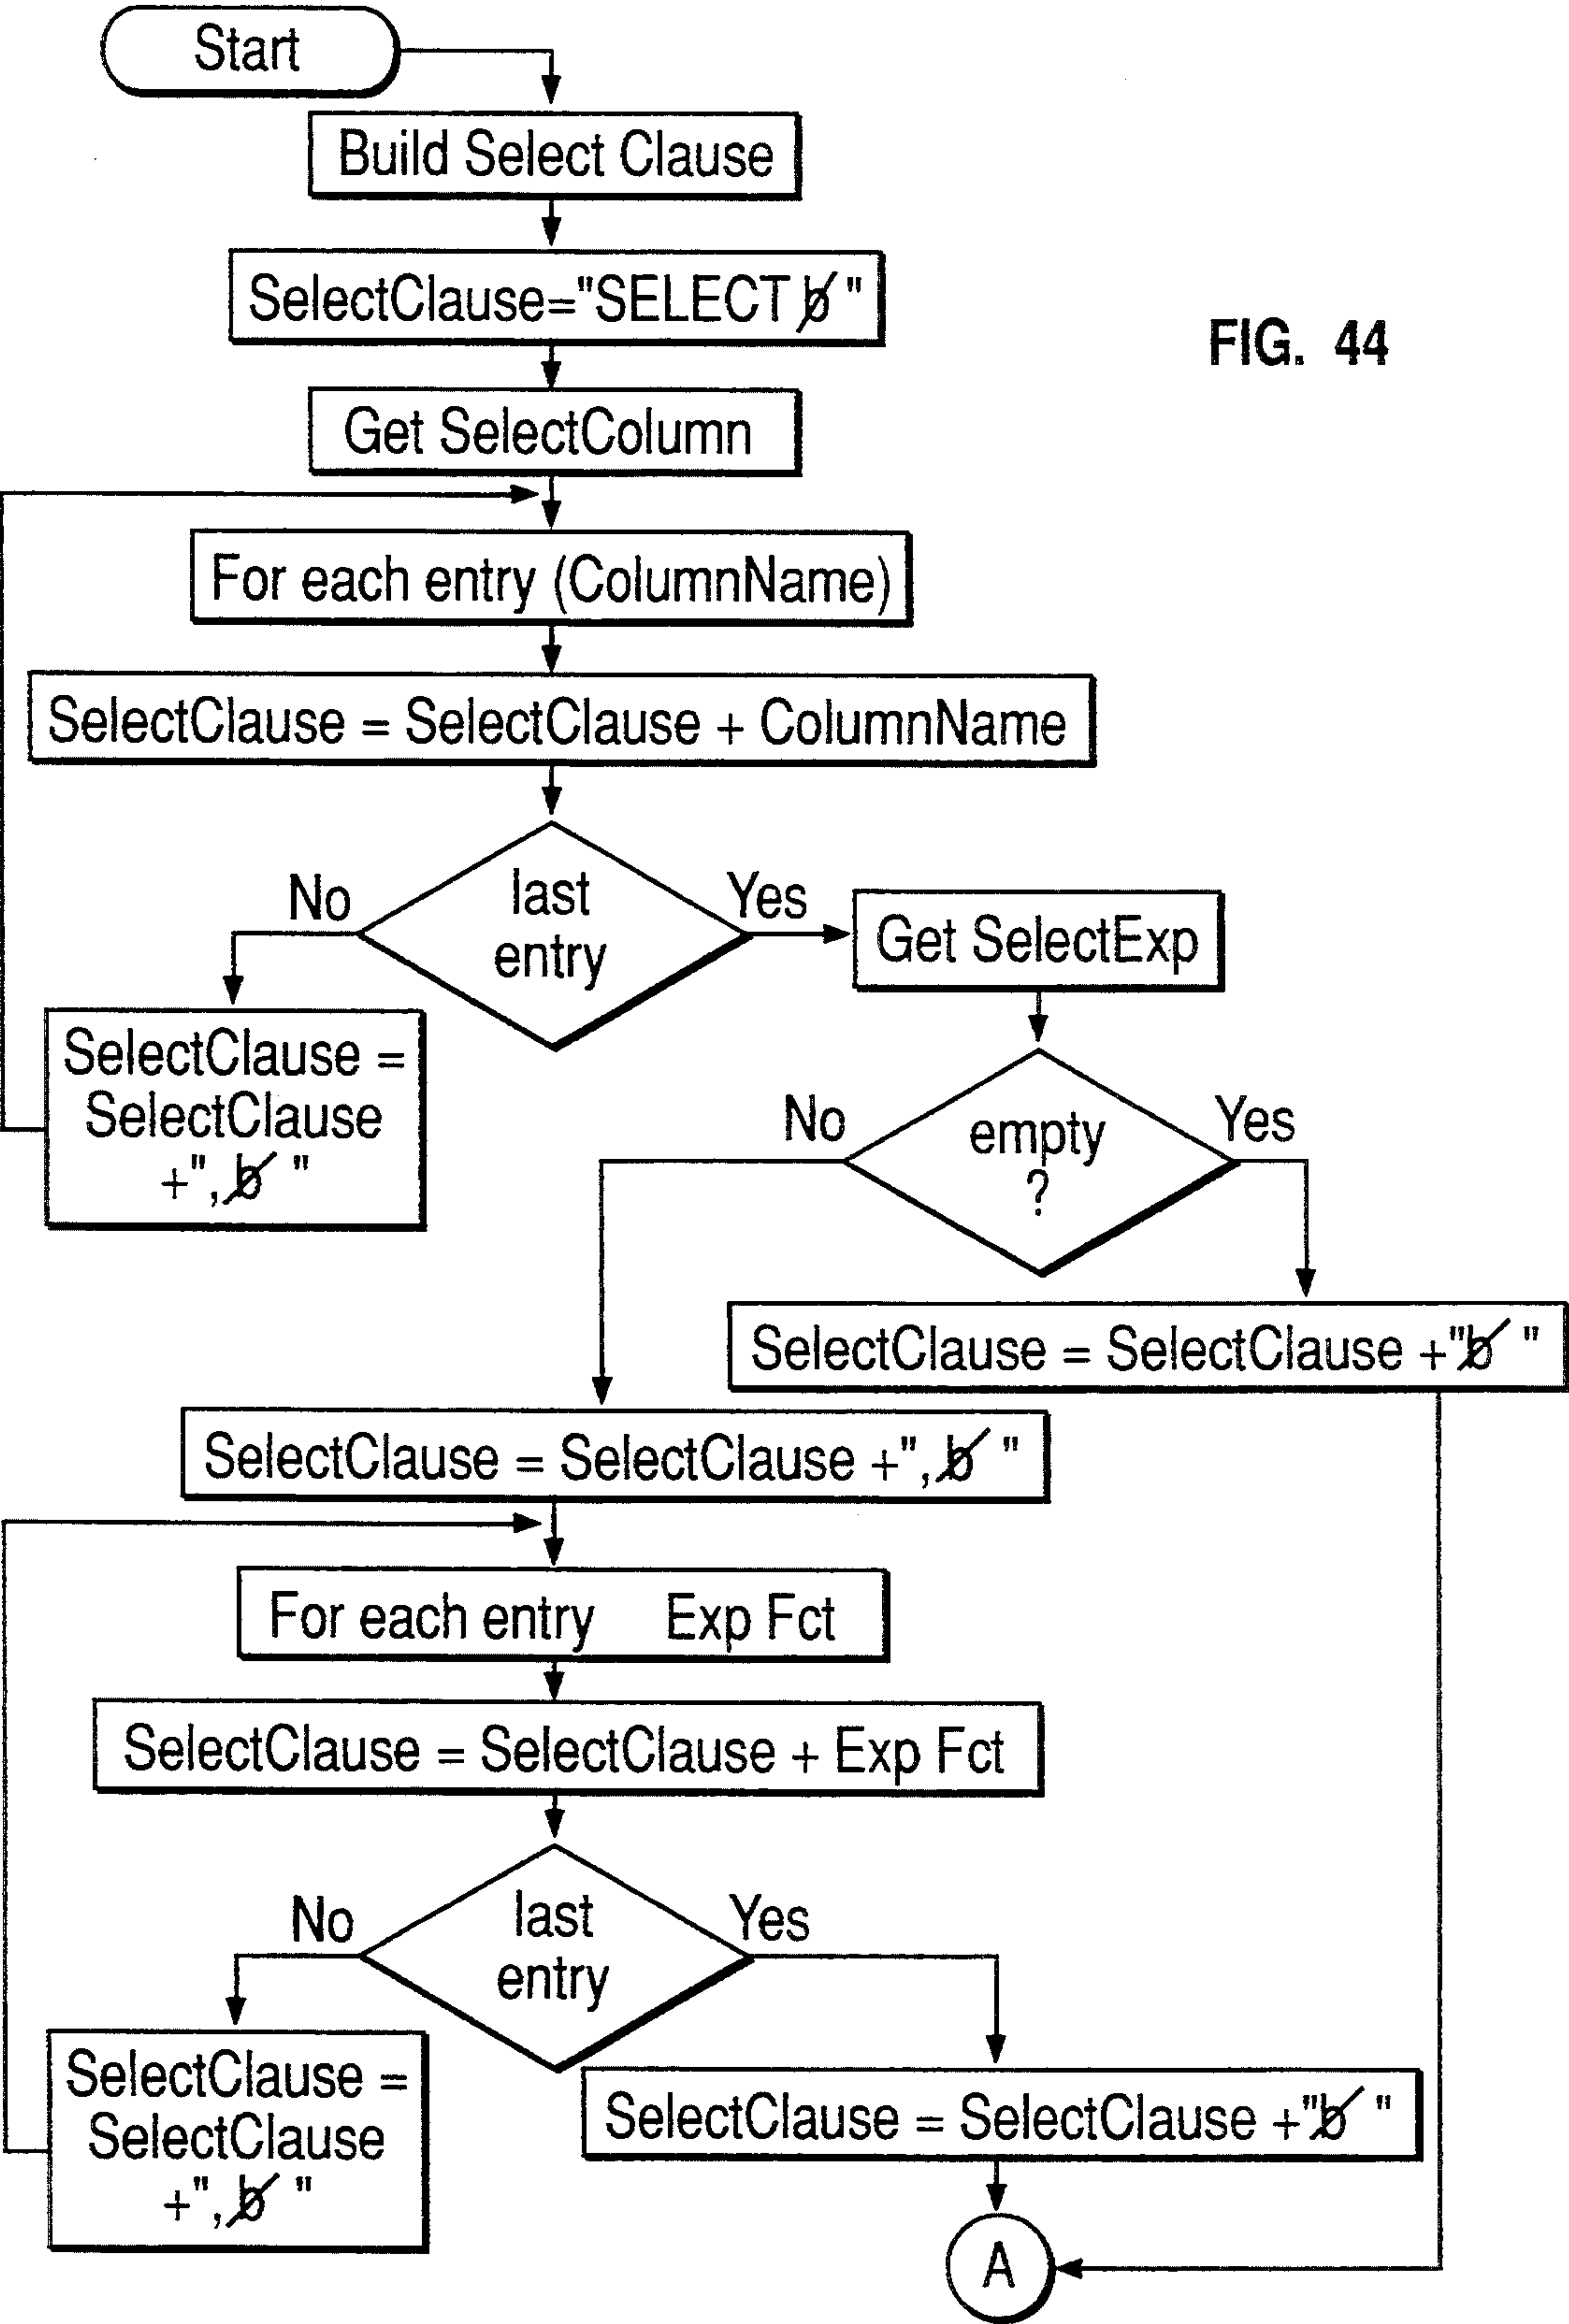 Start
Build Select Clause
SelectClause="SELECT b̸ "
FIG. 44
Get SelectColumn
For each entry (ColumnName)
SelectClause = SelectClause + ColumnName
No
last
entry
Yes
Get SelectExp
SelectClause =
SelectClause
+", b̸ "
No
empty
?
Yes
SelectClause = SelectClause +"b̸ "
SelectClause = SelectClause +", b̸ "
For each entry Exp Fct
SelectClause = SelectClause + Exp Fct
No
last
entry
Yes
SelectClause =
SelectClause
+", b̸ "
SelectClause = SelectClause +"b̸ "
A